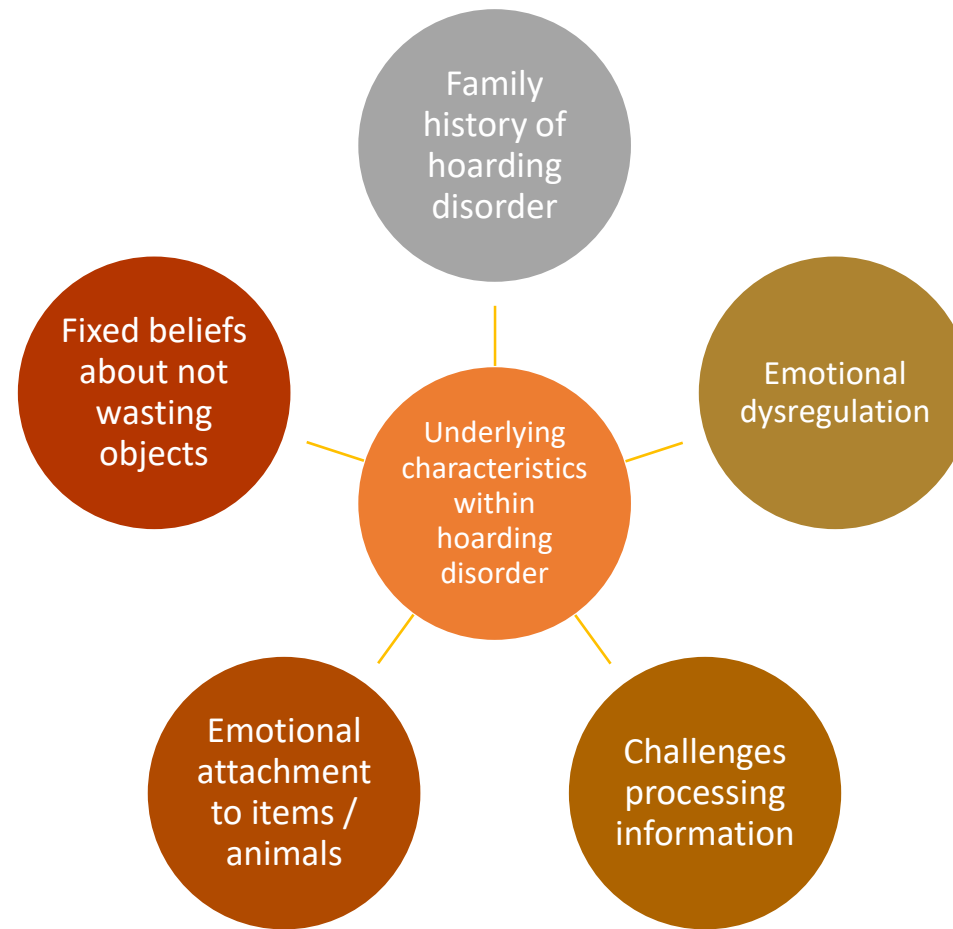 Family
history of
hoarding
disorder
Fixed beliefs
about not
wasting
objects
Emotional
dysregulation
Underlying
characteristics
within
hoarding
disorder
Emotional
attachment
to items /
animals
Challenges
processing
information